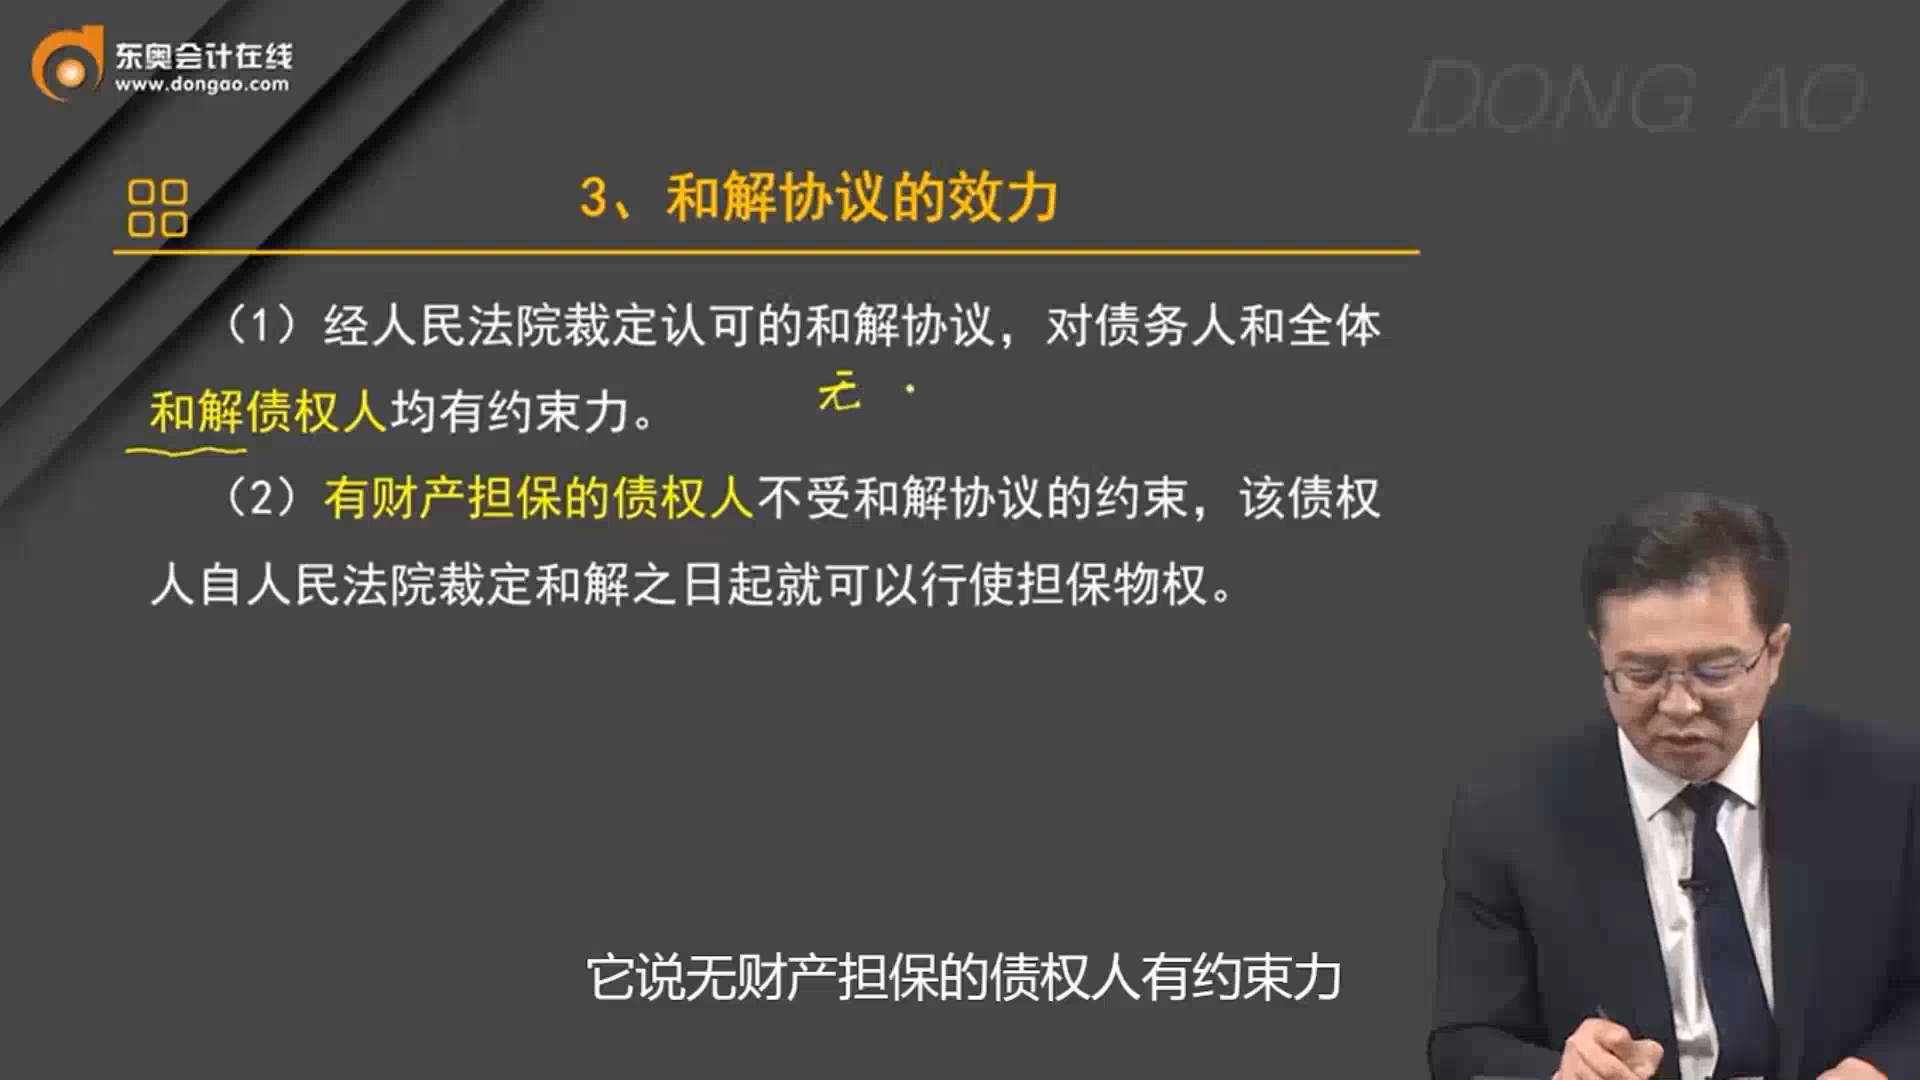 东奥会计在线
www.dongao.com
DONG AO
3、和解协议的效力
（1）经人民法院裁定认可的和解协议，对债务人和全体
和解债权人均有约束力。
无
（2）有财产担保的债权人不受和解协议的约束，该债权
人自人民法院裁定和解之日起就可以行使担保物权。
它说无财产担保的债权人有约束力